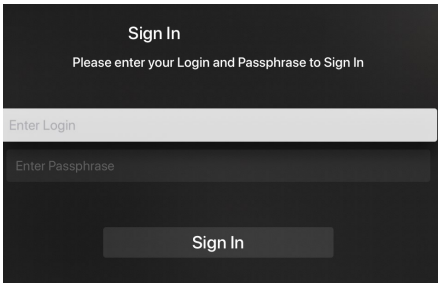 Sign In
Please enter your Login and Passphrase to Sign In
Enter Login
Enter Passphrase
Sign In